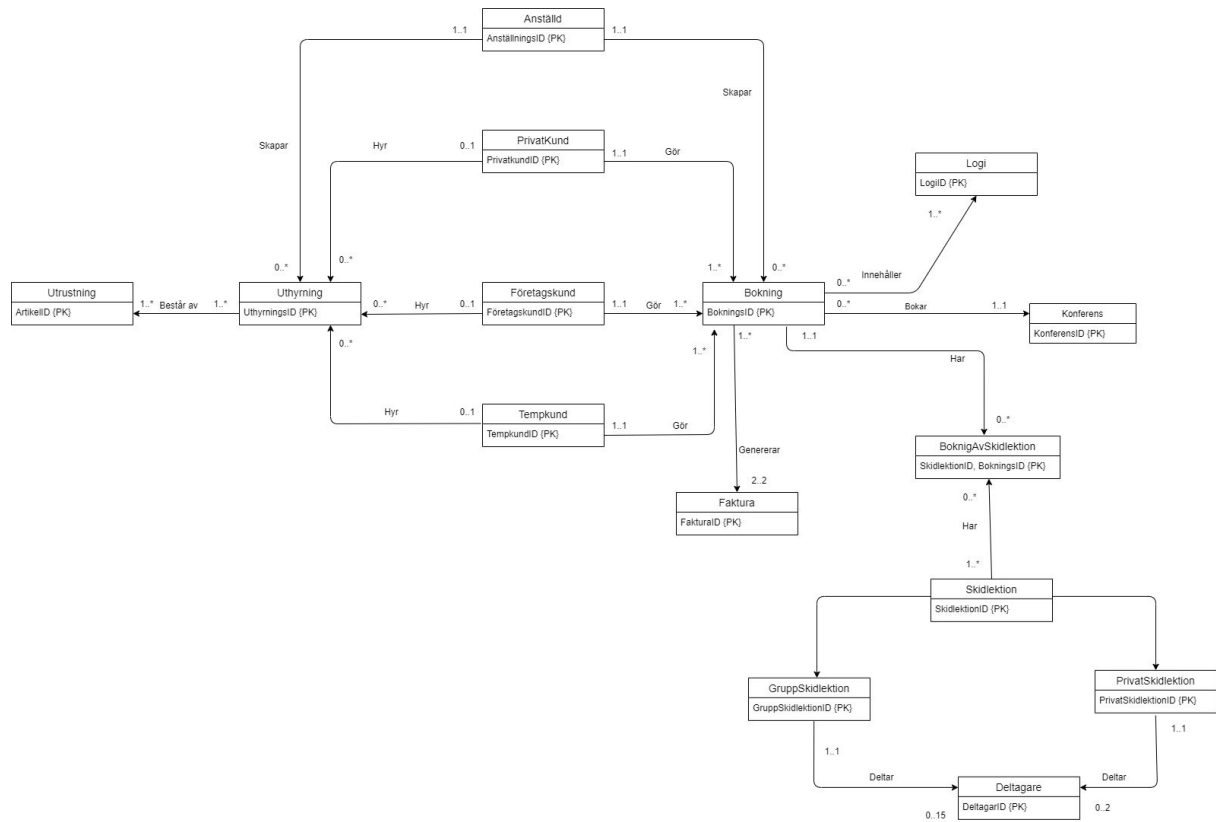 Anställd
1..1
AnställningsID {PK}
1..1
Skapar
Skapar
PrivatKund
Hyr
0..1
PrivatkundID {PK}
1..1
Gör
Logi
LogiID {PK}
1..*
0..*
0..*
1..*
0..*
Innehåller
0..*
Utrustning
ArtikelID {PK}
1..*
Består av
1..*
Uthyrning
UthyrningsID {PK}
0..*
Hyr
0..1
Företagskund
FöretagskundID {PK}
1..1
Gör
1..*
Bokning
BokningsID {PK}
0..*
Bokar
1..1
Konferens
KonferensID {PK}
0..*
1..*
1..*
1..1
Har
Hyr
0..1
Tempkund
TempkundID {PK}
1..1
Gör
0..*
BoknigAvSkidlektion
SkidlektionID, BokningsID {PK}
Genererar
2..2
Faktura
FakturaID {PK}
0..*
Har
1..*
Skidlektion
SkidlektionID {PK}
GruppSkidlektion
GruppSkidlektionID {PK}
PrivatSkidlektion
PrivatSkidlektionID {PK}
1..1
1..1
Deltar
Deltagare
DeltagarID {PK}
Deltar
0..15
0..2